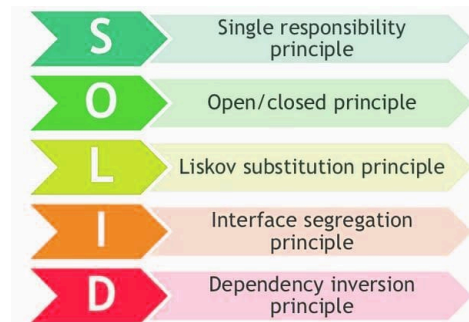 S
Single responsibility
principle
O
Open/closed principle
L
Liskov substitution principle
I
Interface segregation
principle
D
Dependency inversion
principle